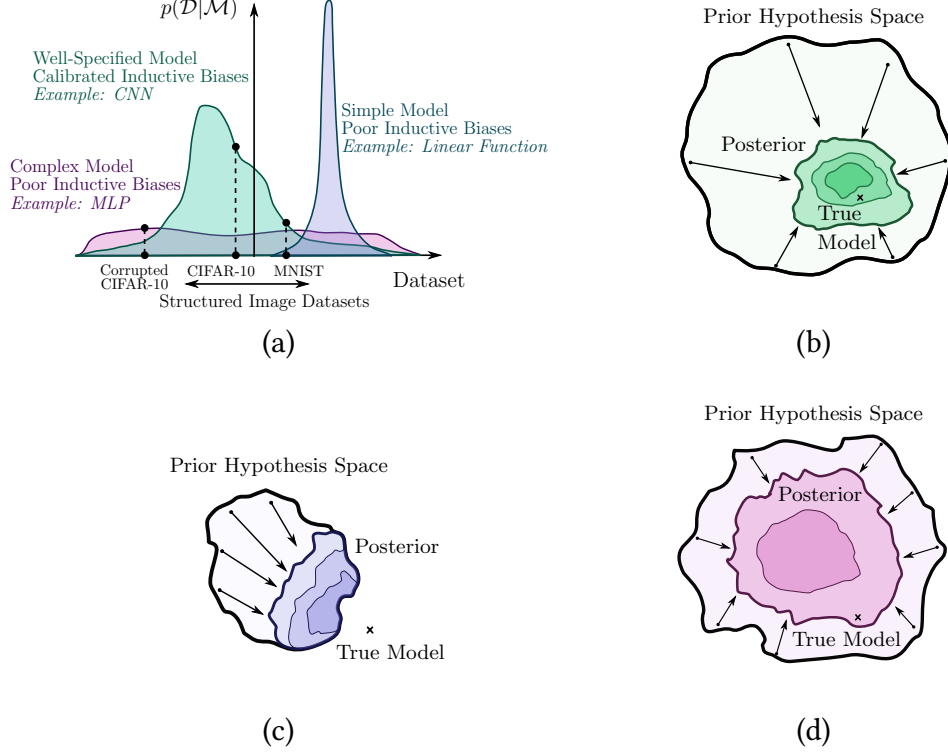 p(𝒟|ℳ)
Well-Specified Model
Calibrated Inductive Biases
Example: CNN
Simple Model
Poor Inductive Biases
Example: Linear Function
Complex Model
Poor Inductive Biases
Example: MLP
Corrupted
CIFAR-10
CIFAR-10
MNIST
Dataset
Structured Image Datasets
(a)
Prior Hypothesis Space
Posterior
True
Model
(b)
Prior Hypothesis Space
Posterior
True Model
(c)
Prior Hypothesis Space
Posterior
True Model
(d)